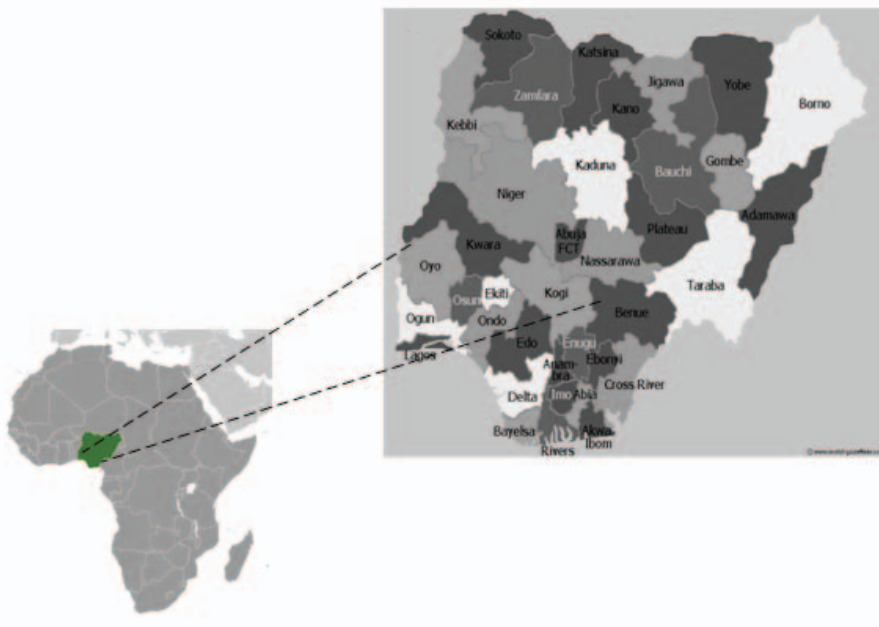 Sokoto
Katsina
Zamfara
Jigawa
Yobe
Kano
Borno
Kebbi
Kaduna
Gombe
Bauchi
Niger
Adamawa
Plateau
Abuja
FCT
Kwara
Nassarawa
Oyo
Taraba
Osun
Ekiti
Kogi
Benue
Ogun
Ondo
Edo
Enugu
Lagos
Ebonyi
Anam-
bra
Cross River
Delta
Imo
Abia
Bayelsa
Akwa
Ibom
Rivers